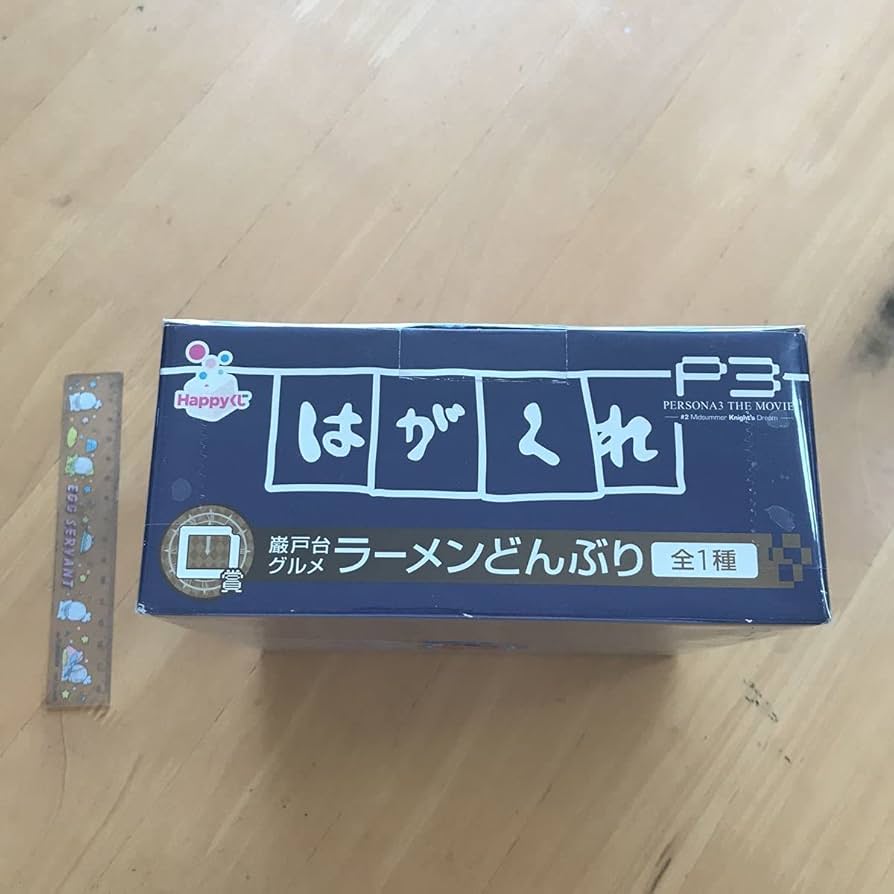 Happyくじ
はがくれ
P3
PERSONA3 THE MOVIE
#2 Midsummer Knight's Dream
D賞
巌戸台
グルメ
ラーメンどんぶり
全1種
EGG SERVANT